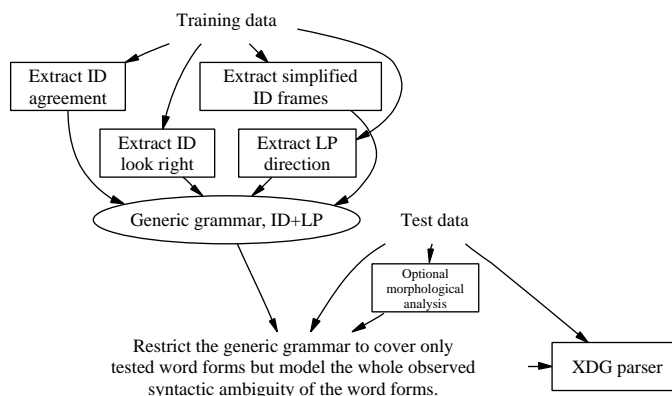 Training data
Extract ID
agreement
Extract simplified
ID frames
Extract ID
look right
Extract LP
direction
Generic grammar, ID+LP
Test data
Optional
morphological
analysis
Restrict the generic grammar to cover only
tested word forms but model the whole observed
syntactic ambiguity of the word forms.
XDG parser